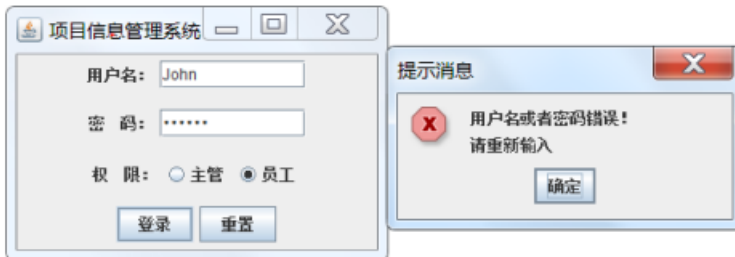 项目信息管理系统
用户名： John
密 码： ••••••
权 限： 主管 员工
登录 重置
提示消息
用户名或者密码错误！
请重新输入
确定